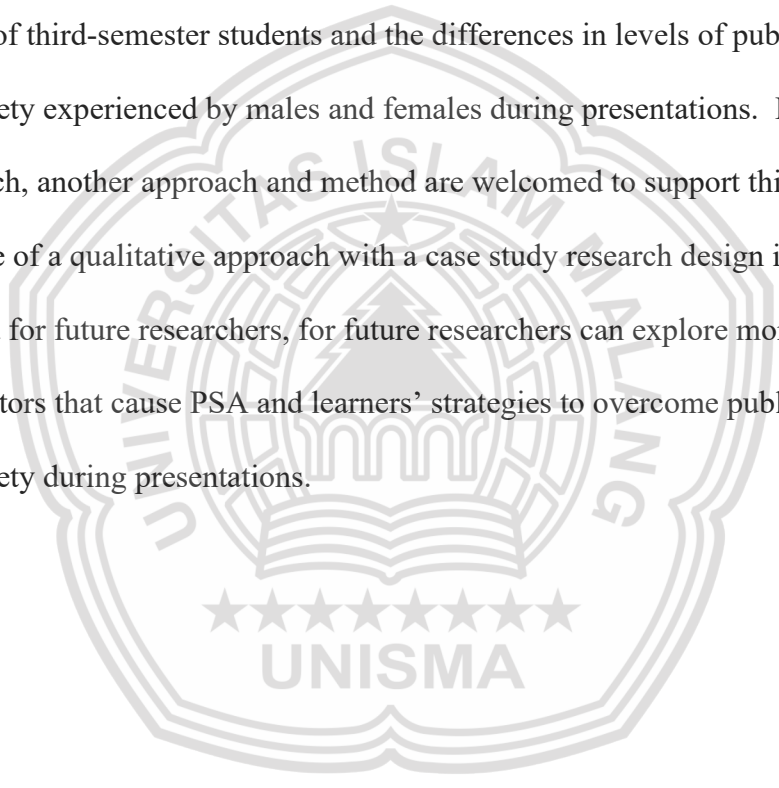 of third-semester students and the differences in levels of pub
ety experienced by males and females during presentations.
ch, another approach and method are welcomed to support thi
e of a qualitative approach with a case study research design i
for future researchers, for future researchers can explore mo
tors that cause PSA and learners’ strategies to overcome publ
ety during presentations.
UNIVERSITAS ISLAM MALANG
UNISMA